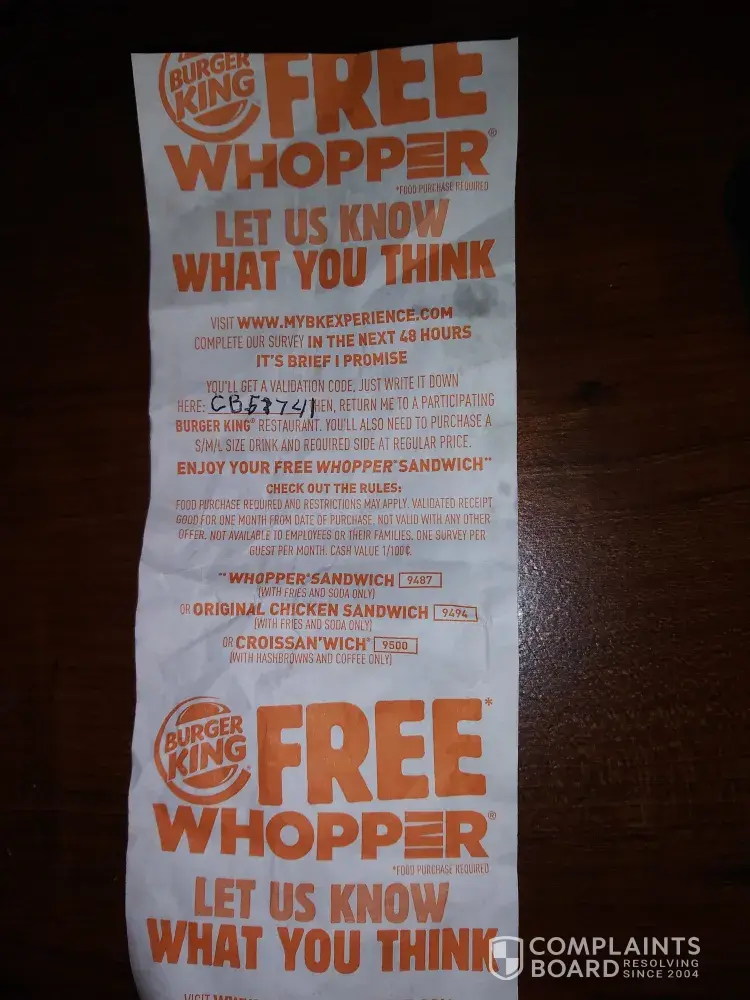 BURGER KING
FREE
WHOPPER®
*FOOD PURCHASE REQUIRED
LET US KNOW
WHAT YOU THINK
VISIT WWW.MYBKEXPERIENCE.COM
COMPLETE OUR SURVEY IN THE NEXT 48 HOURS
IT'S BRIEF I PROMISE
YOU'LL GET A VALIDATION CODE, JUST WRITE IT DOWN
HERE: CB58741 HEN, RETURN ME TO A PARTICIPATING
BURGER KING® RESTAURANT. YOU'LL ALSO NEED TO PURCHASE A
S/M/L SIZE DRINK AND REQUIRED SIDE AT REGULAR PRICE.
ENJOY YOUR FREE WHOPPER® SANDWICH**
CHECK OUT THE RULES:
FOOD PURCHASE REQUIRED AND RESTRICTIONS MAY APPLY. VALIDATED RECEIPT
GOOD FOR ONE MONTH FROM DATE OF PURCHASE. NOT VALID WITH ANY OTHER
OFFER. NOT AVAILABLE TO EMPLOYEES OR THEIR FAMILIES. ONE SURVEY PER
GUEST PER MONTH. CASH VALUE 1/100¢.
**WHOPPER® SANDWICH 9487
(WITH FRIES AND SODA ONLY)
OR ORIGINAL CHICKEN SANDWICH 9494
(WITH FRIES AND SODA ONLY)
OR CROISSAN'WICH® 9500
(WITH HASHBROWNS AND COFFEE ONLY)
BURGER KING®
FREE*
WHOPPER®
*FOOD PURCHASE REQUIRED
LET US KNOW
WHAT YOU THINK
VISIT
COMPLAINTS
BOARD RESOLVING SINCE 2004